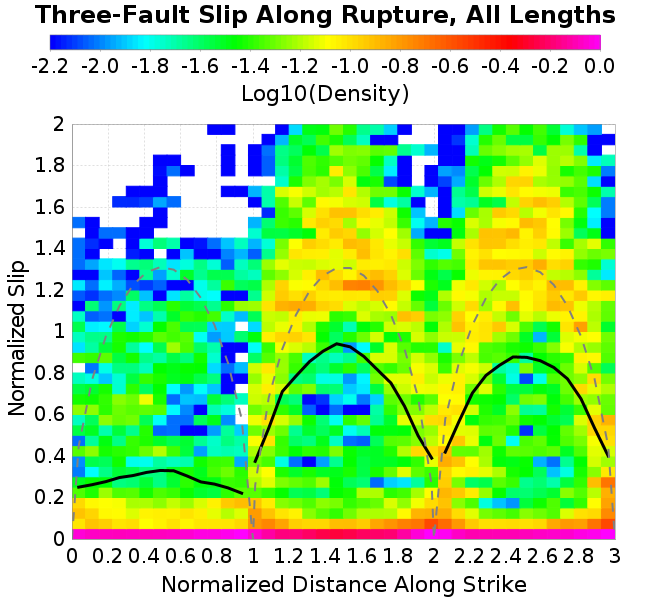 Three-Fault Slip Along Rupture, All Lengths
-2.2 -2.0 -1.8 -1.6 -1.4 -1.2 -1.0 -0.8 -0.6 -0.4 -0.2 0.0
Log10(Density)
2
1.8
1.6
1.4
1.2
1
0.8
0.6
0.4
0.2
0
Normalized Slip
0 0.2 0.4 0.6 0.8 1 1.2 1.4 1.6 1.8 2 2.2 2.4 2.6 2.8 3
Normalized Distance Along Strike